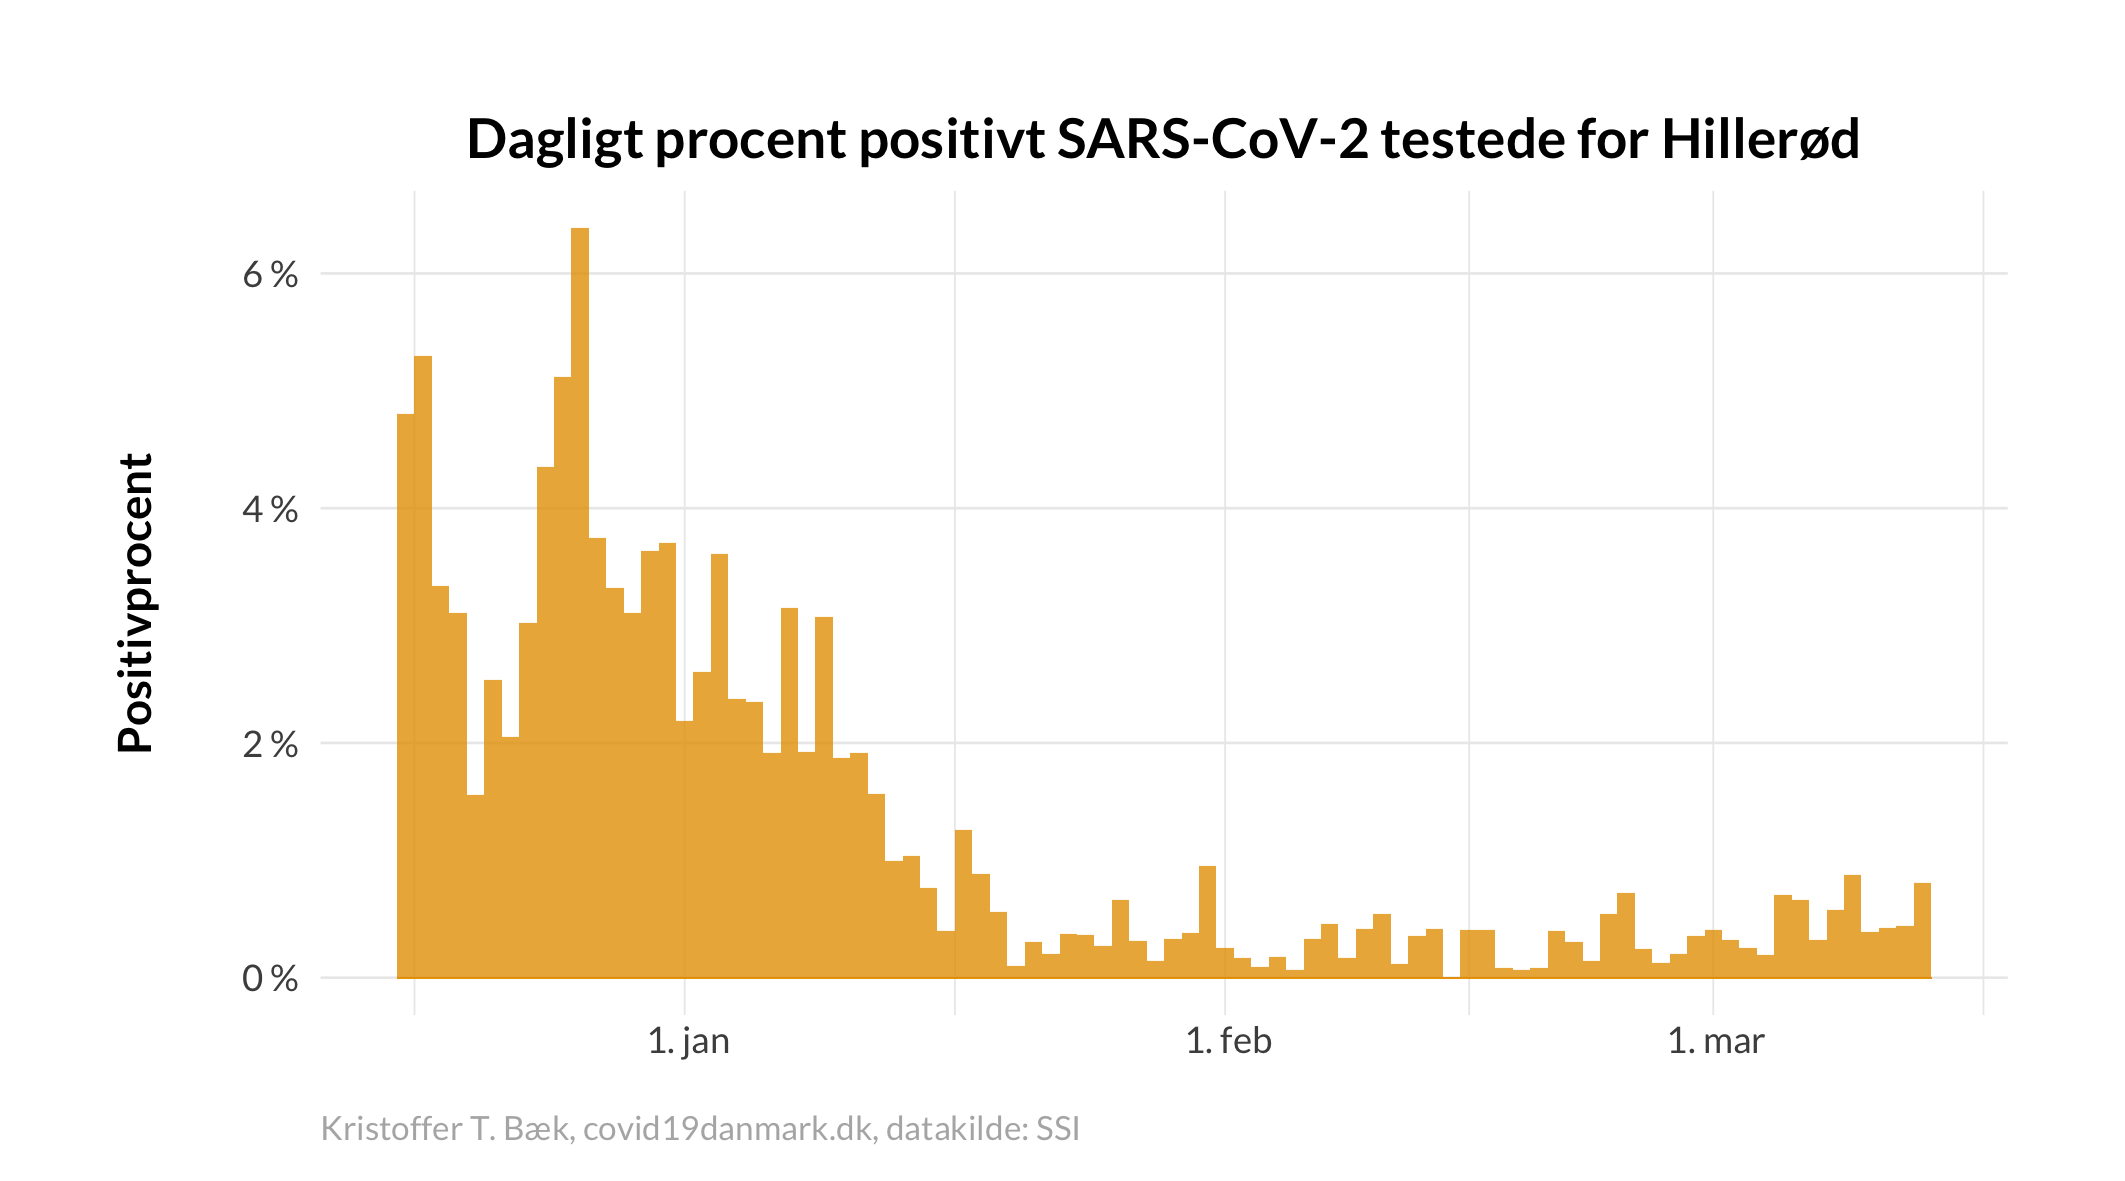 Dagligt procent positivt SARS-CoV-2 testede for Hillerød
Positivprocent
6 %
4 %
2 %
0 %
1. jan
1. feb
1. mar
Kristoffer T. Bæk, covid19danmark.dk, datakilde: SSI